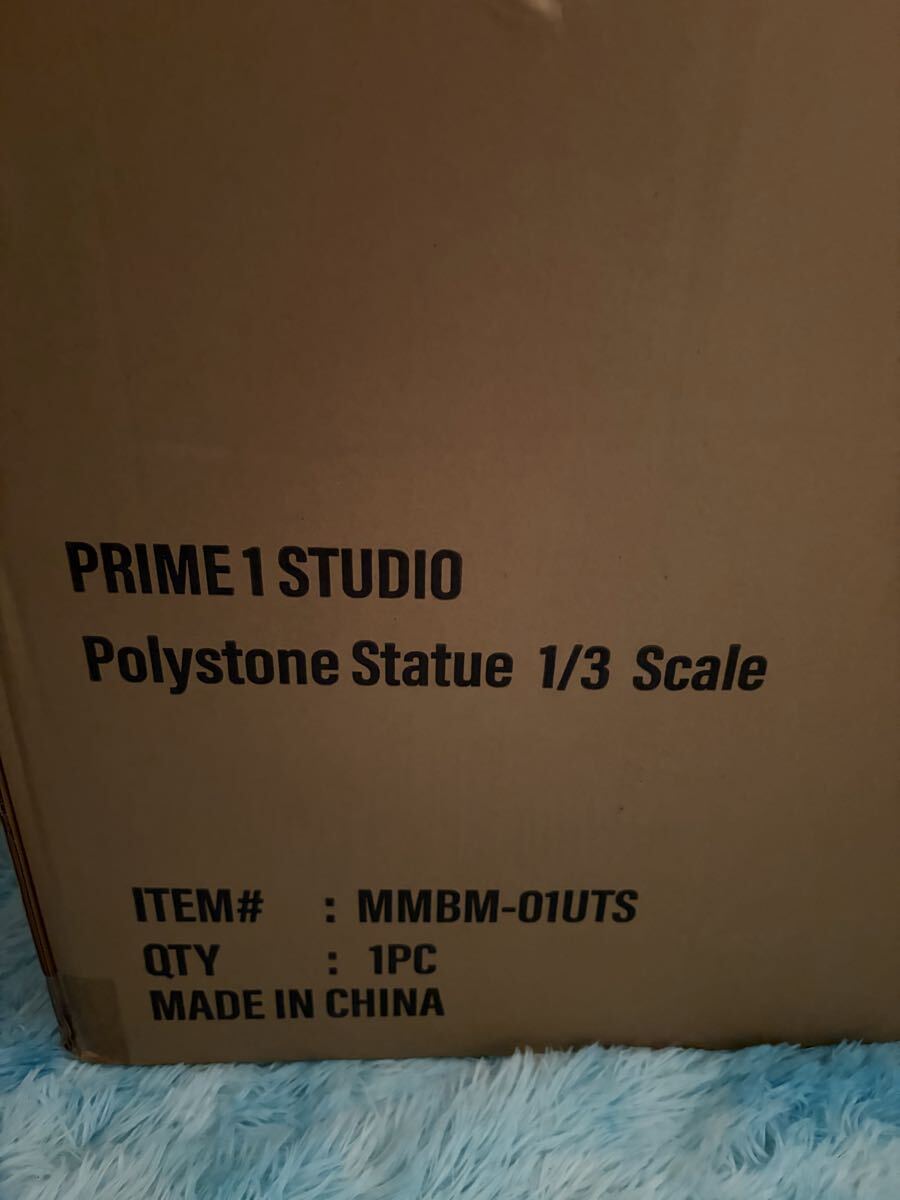 PRIME 1 STUDIO
Polystone Statue 1/3 Scale
ITEM# : MMBM-01UTS
QTY : 1PC
MADE IN CHINA